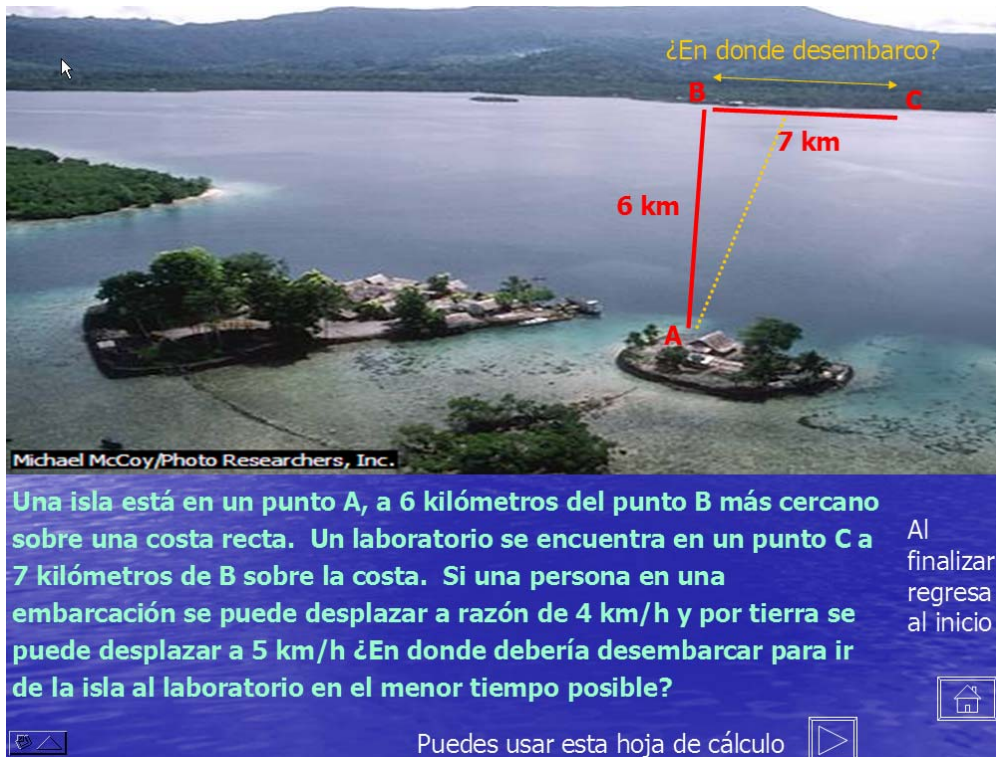 ¿En donde desembarco?
B
C
7 km
6 km
A
Michael McCoy/Photo Researchers, Inc.
Una isla está en un punto A, a 6 kilómetros del punto B más cercano
sobre una costa recta. Un laboratorio se encuentra en un punto C a
7 kilómetros de B sobre la costa. Si una persona en una
embarcación se puede desplazar a razón de 4 km/h y por tierra se
puede desplazar a 5 km/h ¿En donde debería desembarcar para ir
de la isla al laboratorio en el menor tiempo posible?
Al
finalizar
regresa
al inicio
Puedes usar esta hoja de cálculo